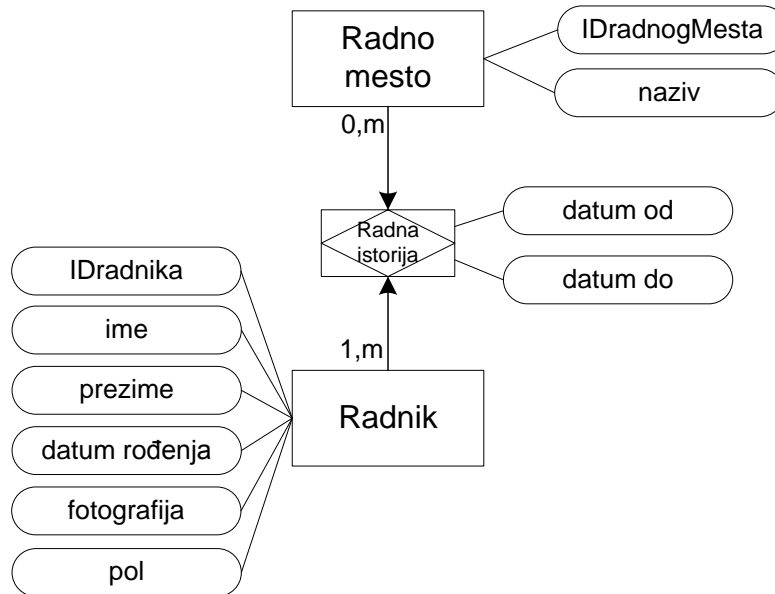 Radno
mesto
IDradnogMesta
naziv
0,m
Radna
istorija
datum od
datum do
IDradnika
ime
prezime
datum rođenja
fotografija
pol
1,m
Radnik